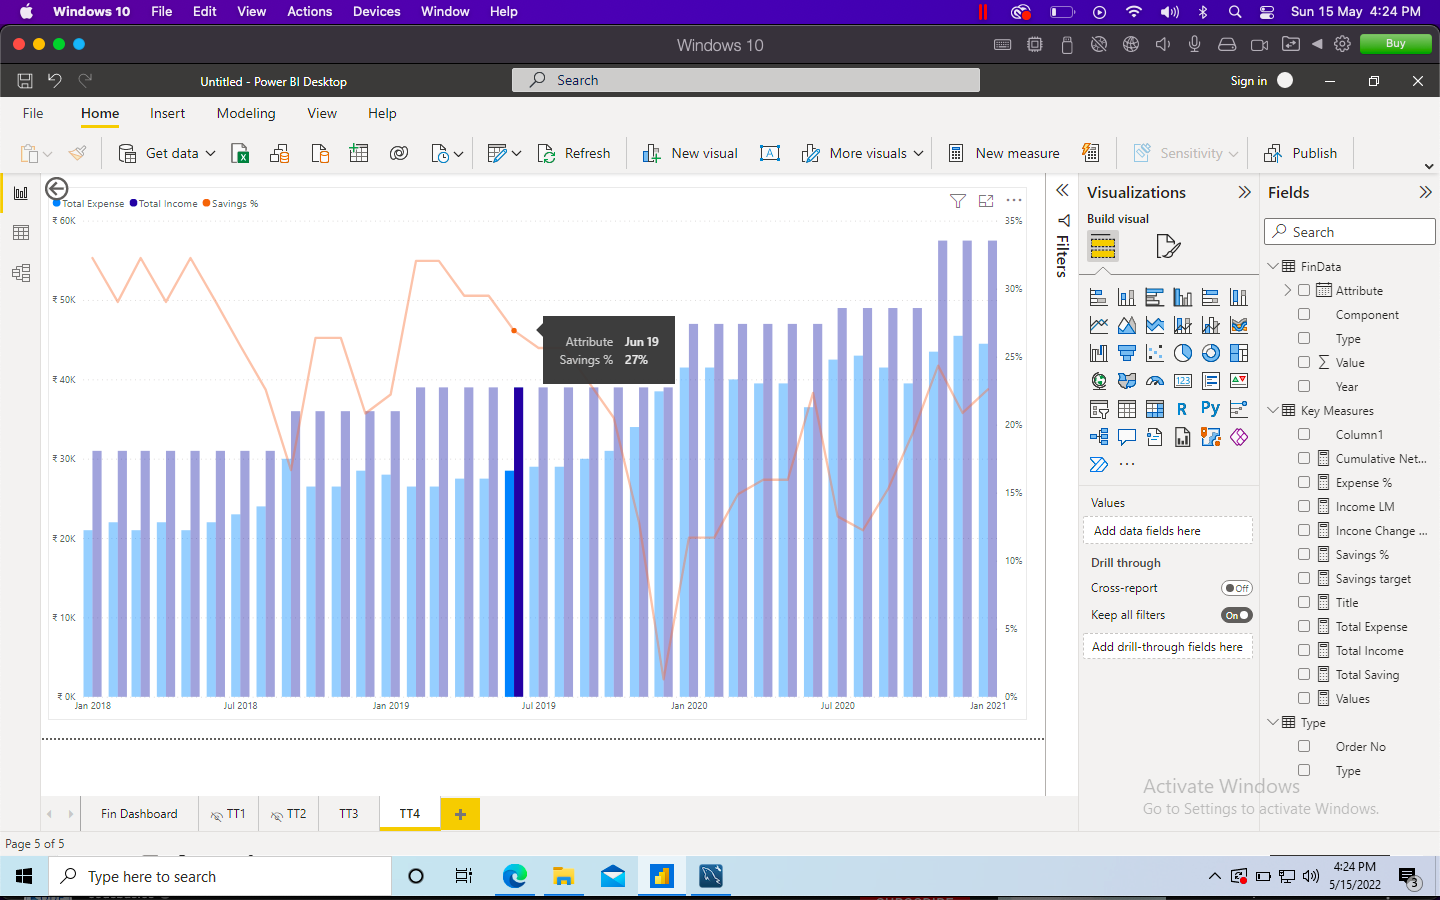 Windows 10 File Edit View Actions Devices Window Help Sun 15 May 4:24 PM
Windows 10
Buy
Untitled - Power BI Desktop Search Sign in
File Home Insert Modeling View Help
Get data Refresh New visual More visuals New measure Sensitivity Publish
Total Expense Total Income Savings %
₹ 60K
₹ 50K
₹ 40K
₹ 30K
₹ 20K
₹ 10K
₹ 0K
35%
30%
25%
20%
15%
10%
5%
0%
Attribute Jun 19
Savings % 27%
Jan 2018 Jul 2018 Jan 2019 Jul 2019 Jan 2020 Jul 2020 Jan 2021
Filters
Visualizations
Build visual
123
R Py
Values
Add data fields here
Drill through
Cross-report Off
Keep all filters On
Add drill-through fields here
Fields
Search
FinData
Attribute
Component
Type
Value
Year
Key Measures
Column1
Cumulative Net...
Expense %
Income LM
Incone Change ...
Savings %
Savings target
Title
Total Expense
Total Income
Total Saving
Values
Type
Order No
Type
Activate Windows
Go to Settings to activate Windows.
Fin Dashboard TT1 TT2 TT3 TT4
Page 5 of 5
Type here to search
4:24 PM
5/15/2022
3